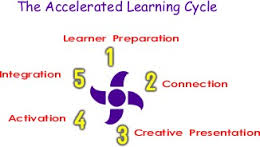 The Accelerated Learning Cycle
Learner Preparation
1
Integration
5
2
Connection
Activation
4
3
Creative Presentation